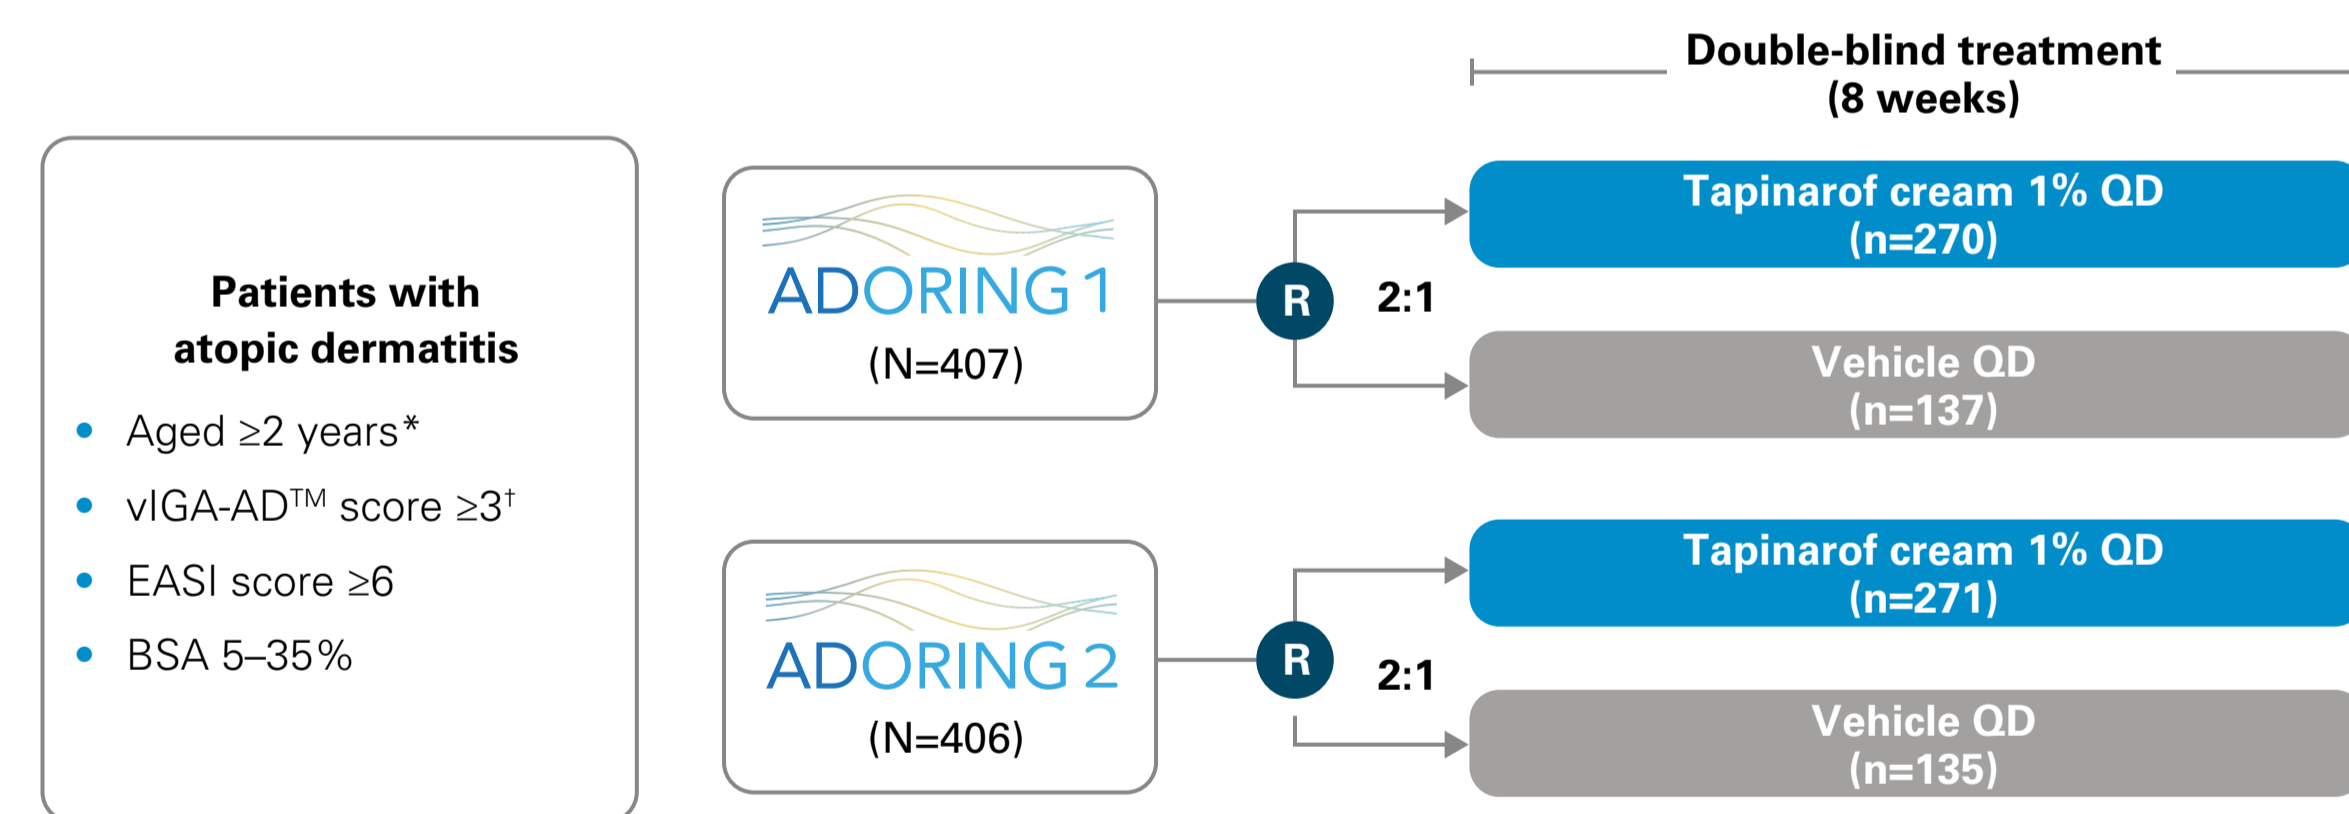 Double-blind treatment
(8 weeks)
Patients with
atopic dermatitis
• Aged ≥2 years*
• vIGA-AD™ score ≥3†
• EASI score ≥6
• BSA 5–35%
ADORING 1
(N=407)
R
2:1
Tapinarof cream 1% QD
(n=270)
Vehicle QD
(n=137)
ADORING 2
(N=406)
R
2:1
Tapinarof cream 1% QD
(n=271)
Vehicle QD
(n=135)